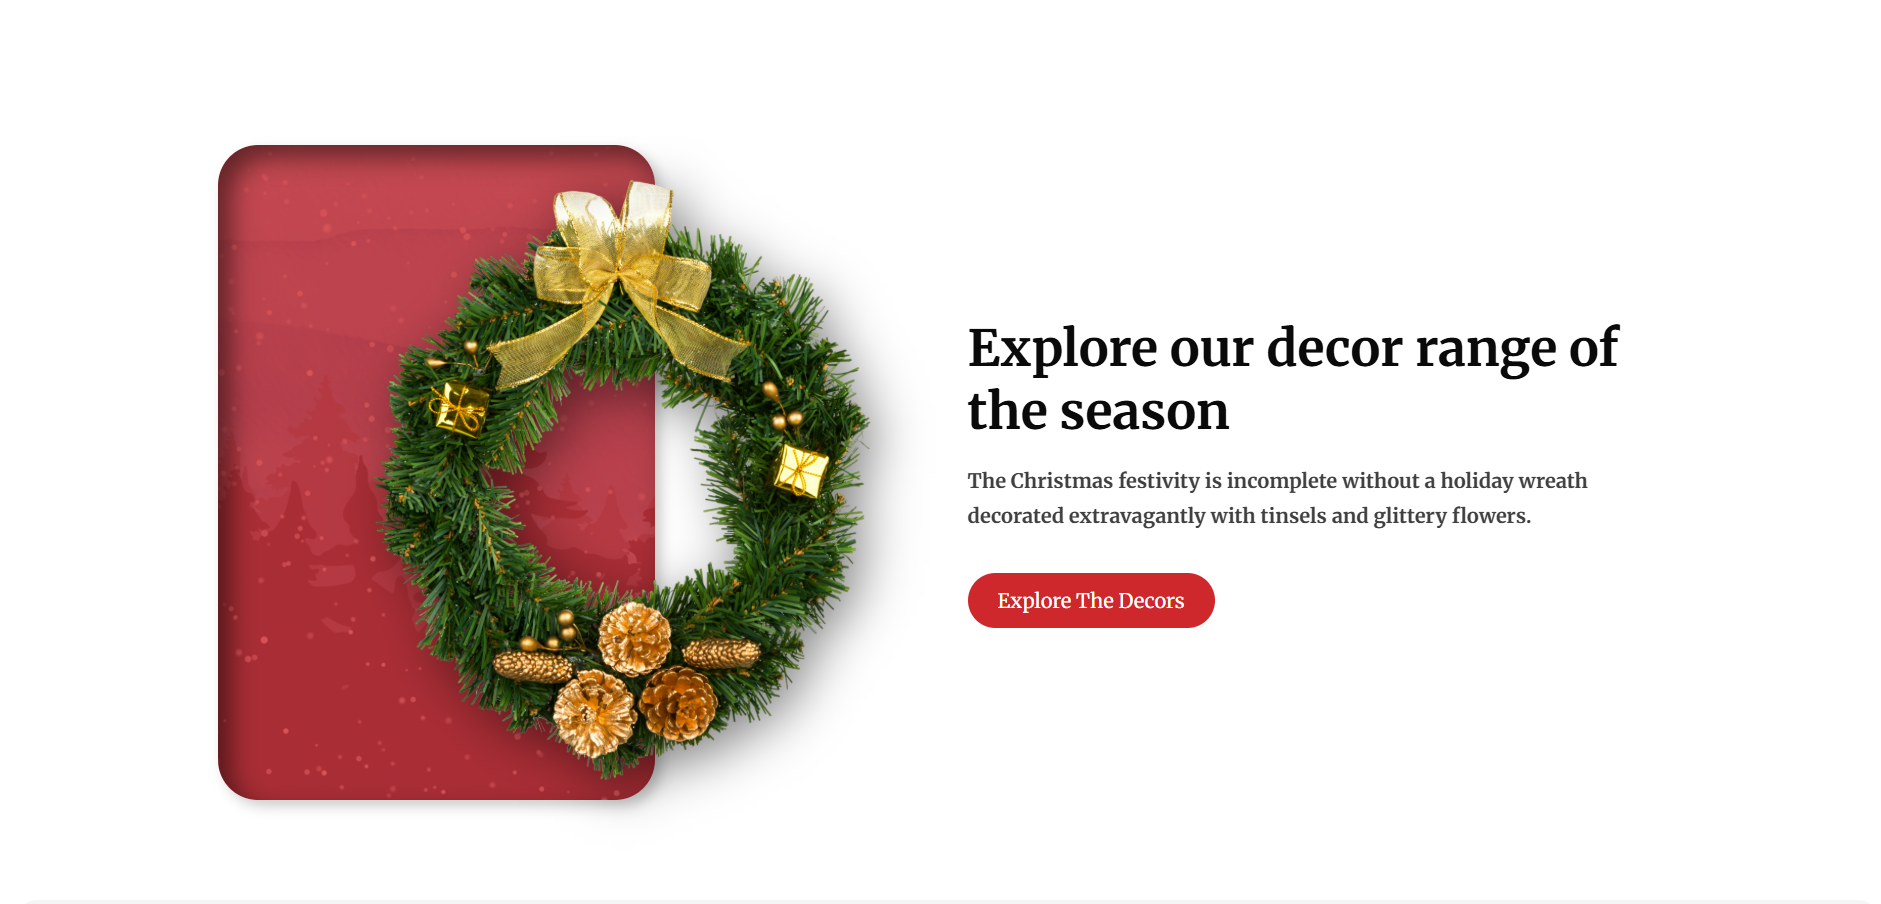 Explore our decor range of
the season
The Christmas festivity is incomplete without a holiday wreath
decorated extravagantly with tinsels and glittery flowers.
Explore The Decors